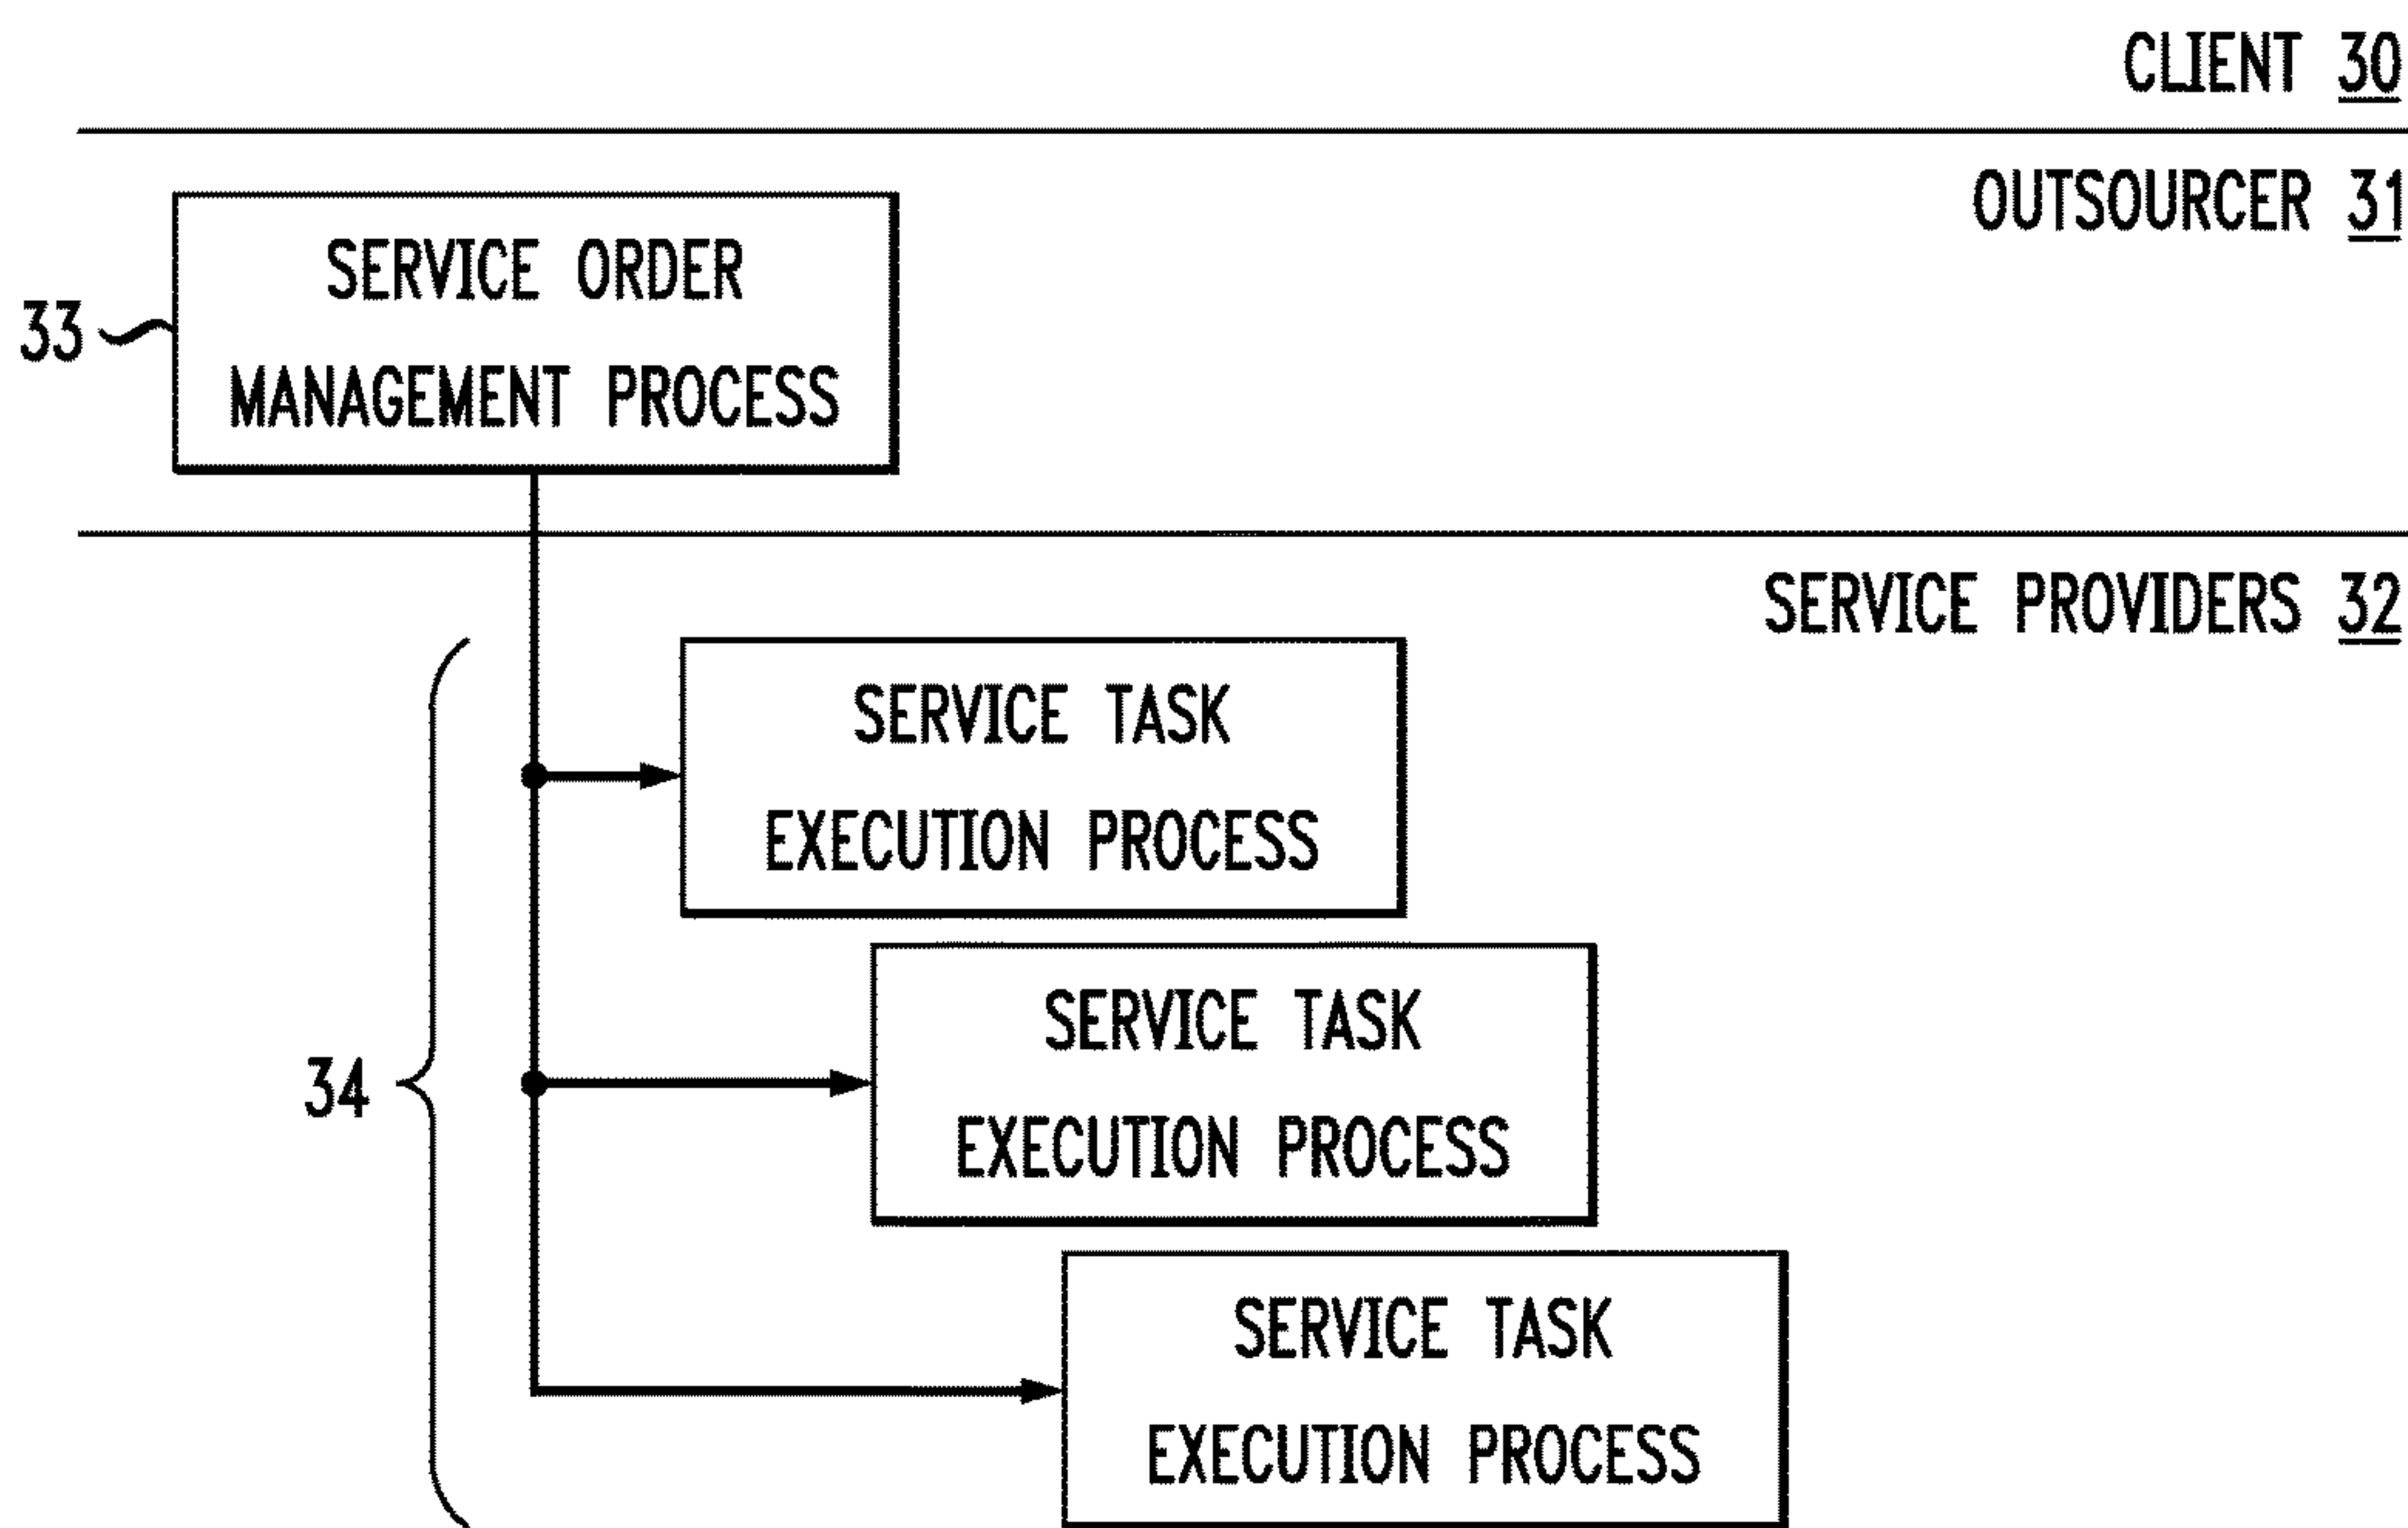 CLIENT 30
OUTSOURCER 31
SERVICE ORDER
33
MANAGEMENT PROCESS
SERVICE PROVIDERS 32
SERVICE TASK
EXECUTION PROCESS
SERVICE TASK
34
EXECUTION PROCESS
SERVICE TASK
EXECUTION PROCESS